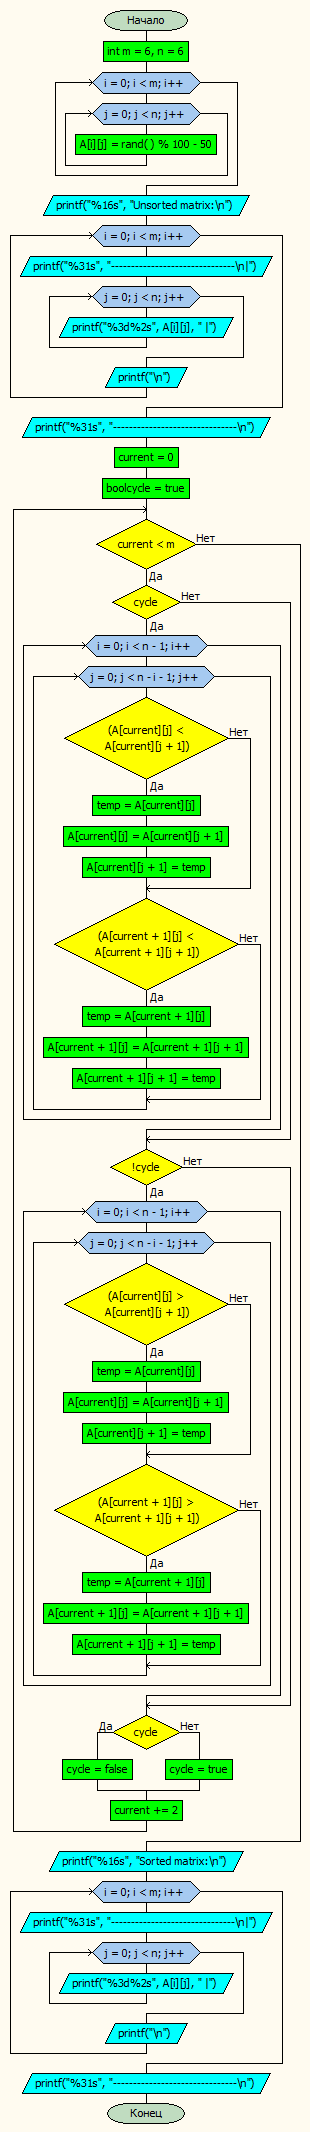 Начало
int m = 6, n = 6
i = 0; i < m; i++
j = 0; j < n; j++
A[i][j] = rand( ) % 100 - 50
printf("%16s", "Unsorted matrix:\n")
i = 0; i < m; i++
printf("%31s", "-------------------------------\n|")
j = 0; j < n; j++
printf("%3d%2s", A[i][j], " |")
printf("\n")
printf("%31s", "-------------------------------\n")
current = 0
boolcycle = true
current < m
Нет
Да
cycle
Нет
Да
i = 0; i < n - 1; i++
j = 0; j < n - i - 1; j++
(A[current][j] <
A[current][j + 1])
Нет
Да
temp = A[current][j]
A[current][j] = A[current][j + 1]
A[current][j + 1] = temp
(A[current + 1][j] <
A[current + 1][j + 1])
Нет
Да
temp = A[current + 1][j]
A[current + 1][j] = A[current + 1][j + 1]
A[current + 1][j + 1] = temp
!cycle
Нет
Да
i = 0; i < n - 1; i++
j = 0; j < n - i - 1; j++
(A[current][j] >
A[current][j + 1])
Нет
Да
temp = A[current][j]
A[current][j] = A[current][j + 1]
A[current][j + 1] = temp
(A[current + 1][j] >
A[current + 1][j + 1])
Нет
Да
temp = A[current + 1][j]
A[current + 1][j] = A[current + 1][j + 1]
A[current + 1][j + 1] = temp
Да
cycle
Нет
cycle = false
cycle = true
current += 2
printf("%16s", "Sorted matrix:\n")
i = 0; i < m; i++
printf("%31s", "-------------------------------\n|")
j = 0; j < n; j++
printf("%3d%2s", A[i][j], " |")
printf("\n")
printf("%31s", "-------------------------------\n")
Конец